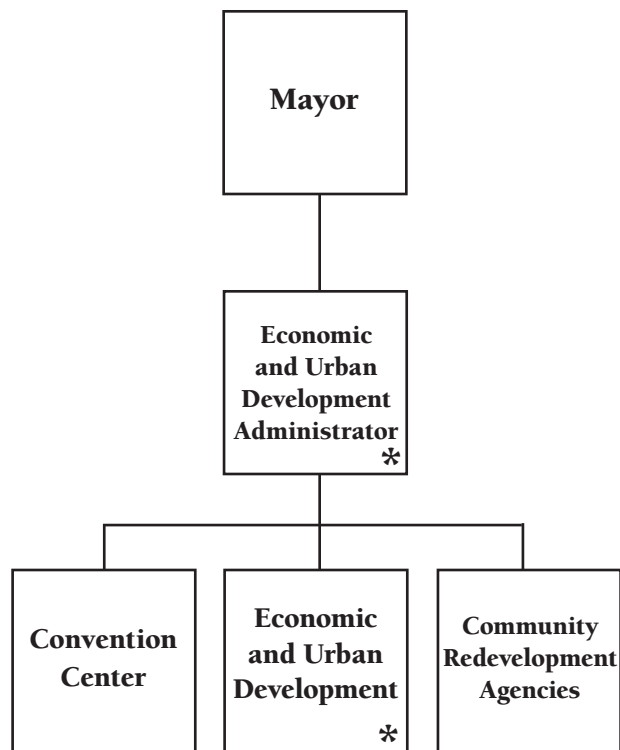 Mayor
Economic
and Urban
Development
Administrator
*
Convention
Center
Economic
and Urban
Development
*
Community
Redevelopment
Agencies